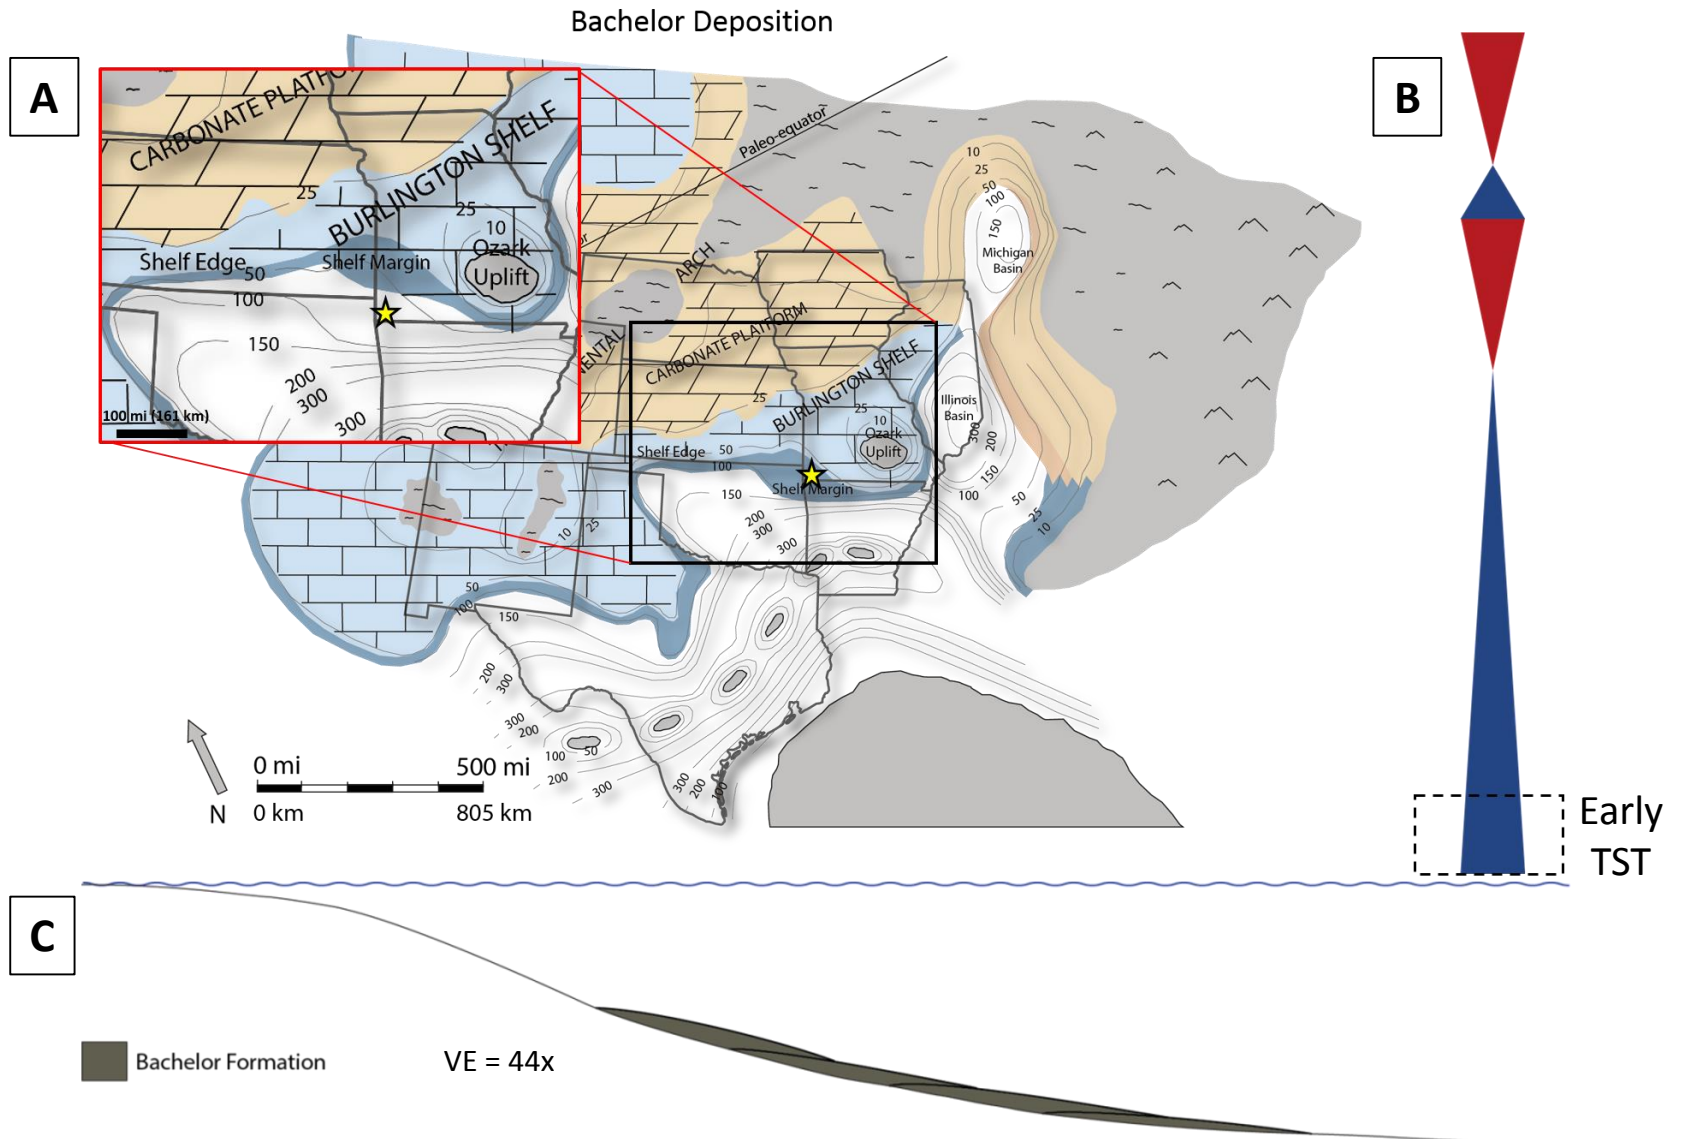 Bachelor Deposition
A
B
CARBONATE PLATFO
BURLINGTON SHELF
25
25
10
Ozark
Uplift
Shelf Edge
Shelf Margin
50
100
150
200
300
300
100 mi (161 km)
Paleo-equator
or
ARCH
NENTAL
CARBONATE PLATFORM
BURLINGTON SHELF
25
25
10
Ozark
Uplift
Shelf Edge
50
100
Shelf Margin
150
200
300
300
10
25
50
100
150
Michigan
Basin
Illinois
Basin
300
200
150
100
50
25
10
10
25
50
100
150
200
300
300
200
100
50
200
300
300
200
100
0 mi
500 mi
0 km
805 km
N
Early
TST
C
Bachelor Formation
VE = 44x